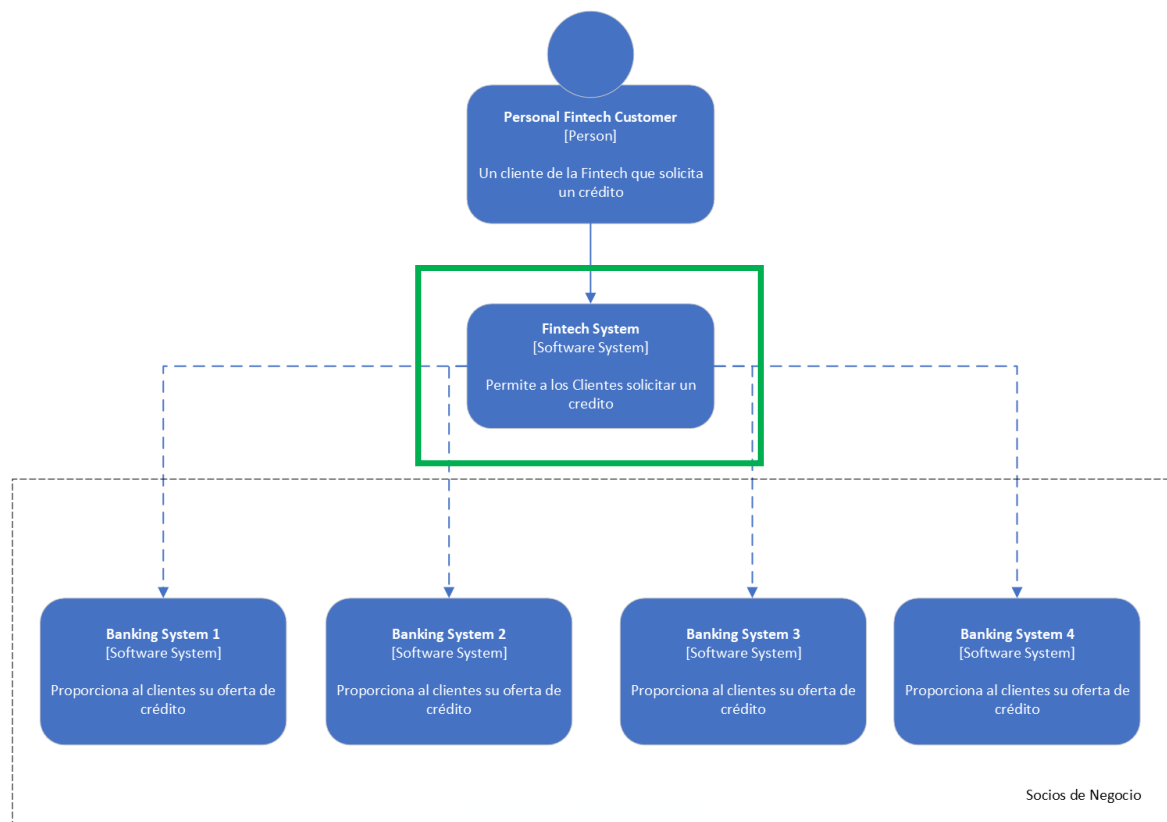 Personal Fintech Customer
[Person]
Un cliente de la Fintech que solicita
un crédito
Fintech System
[Software System]
Permite a los Clientes solicitar un
credito
Banking System 1
[Software System]
Proporciona al clientes su oferta de
crédito
Banking System 2
[Software System]
Proporciona al clientes su oferta de
crédito
Banking System 3
[Software System]
Proporciona al clientes su oferta de
crédito
Banking System 4
[Software System]
Proporciona al clientes su oferta de
crédito
Socios de Negocio